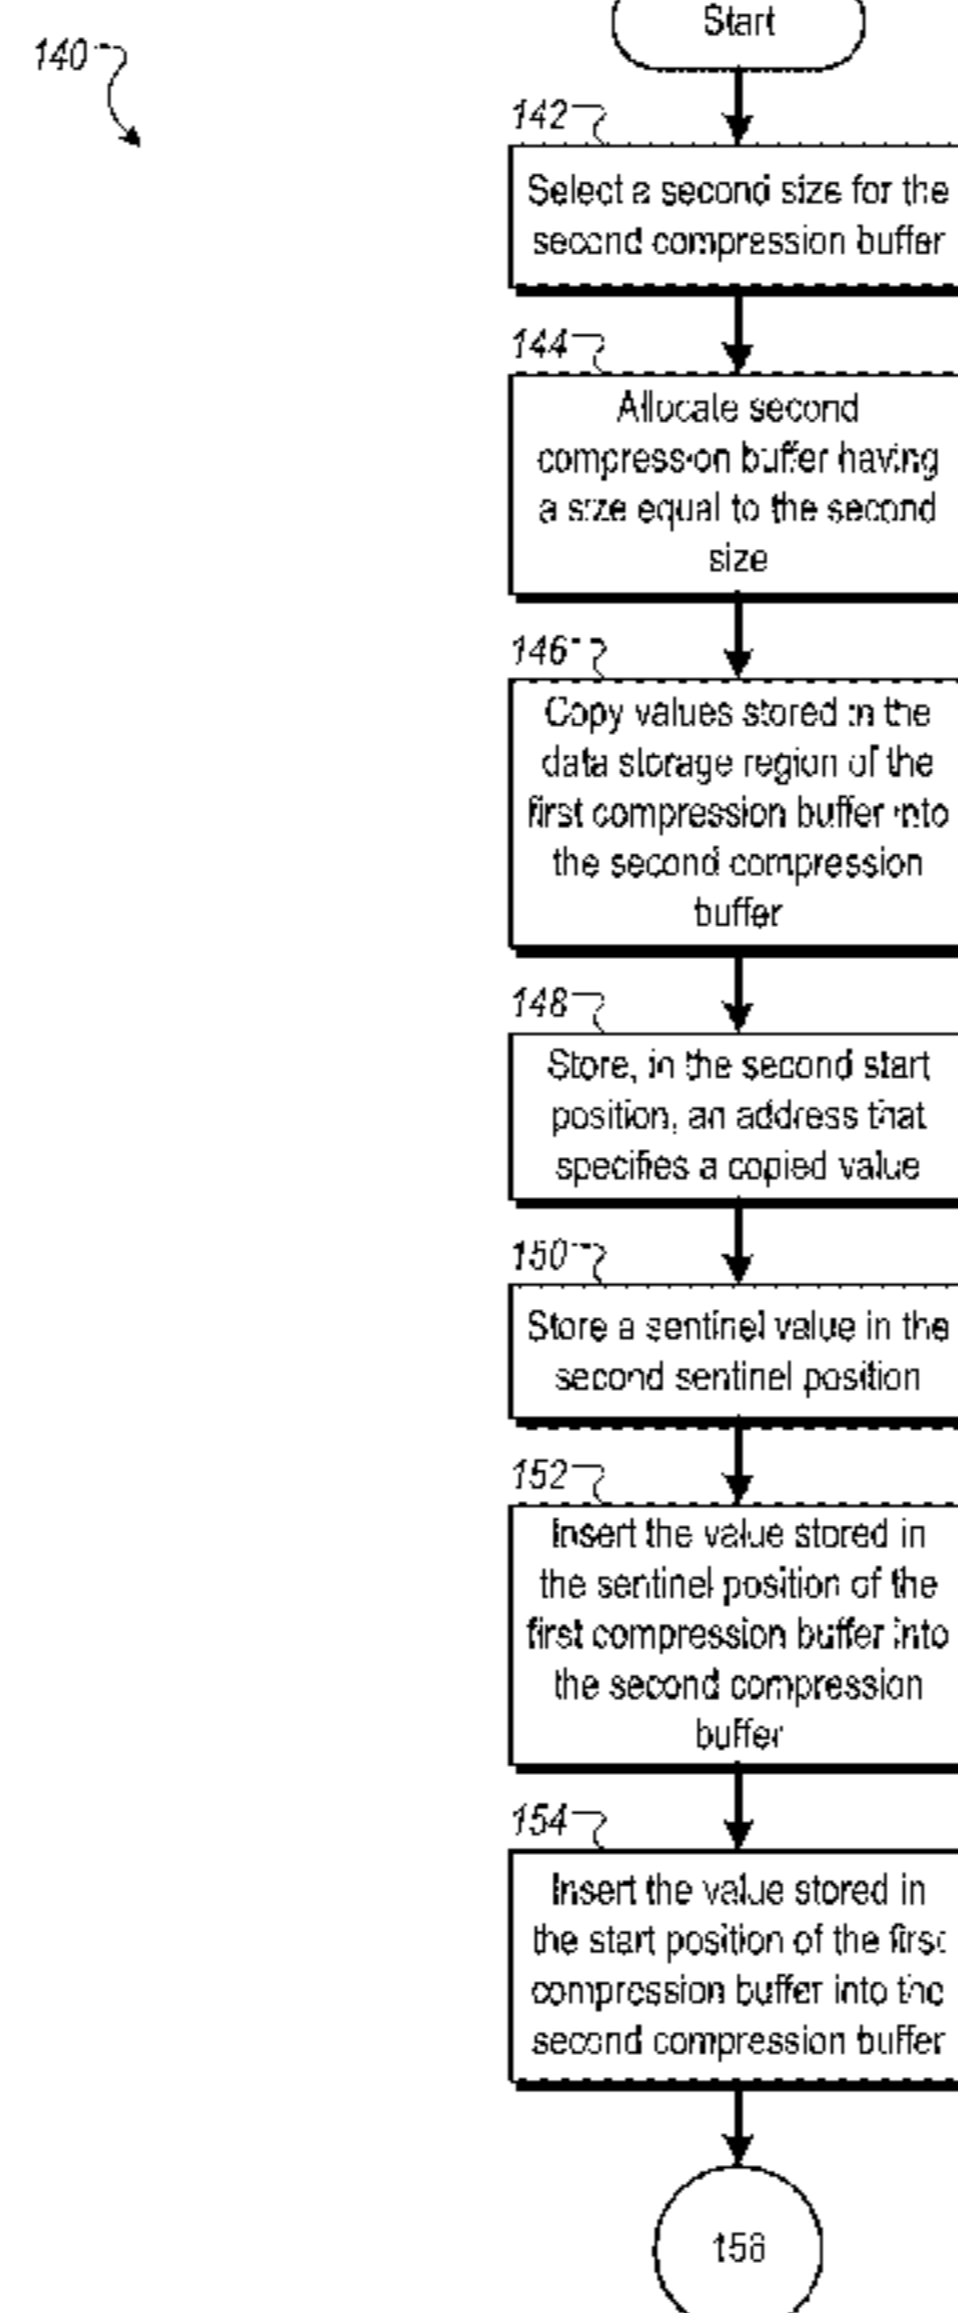 140
Start
142
Select a second size for the
second compression buffer
144
Allocate second
compression buffer having
a size equal to the second
size
146
Copy values stored in the
data storage region of the
first compression buffer into
the second compression
buffer
148
Store, in the second start
position, an address that
specifies a copied value
150
Store a sentinel value in the
second sentinel position
152
Insert the value stored in
the sentinel position of the
first compression buffer into
the second compression
buffer
154
Insert the value stored in
the start position of the first
compression buffer into the
second compression buffer
156